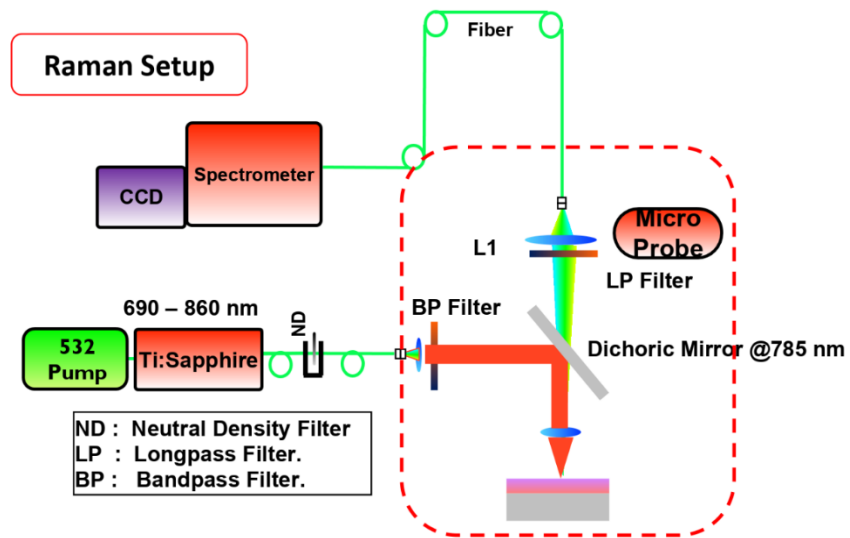 Raman Setup
Fiber
Spectrometer
CCD
Micro
Probe
L1
LP Filter
690 – 860 nm
ND
BP Filter
532
Pump
Ti:Sapphire
Dichoric Mirror @785 nm
ND : Neutral Density Filter
LP : Longpass Filter.
BP : Bandpass Filter.